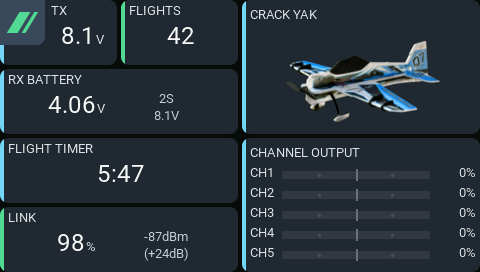 TX
8.1V
FLIGHTS
42
RX BATTERY
4.06V
2S
8.1V
FLIGHT TIMER
5:47
LINK
98%
-87dBm
(+24dB)
CRACK YAK
07
CHANNEL OUTPUT
CH1 0%
CH2 0%
CH3 0%
CH4 0%
CH5 0%